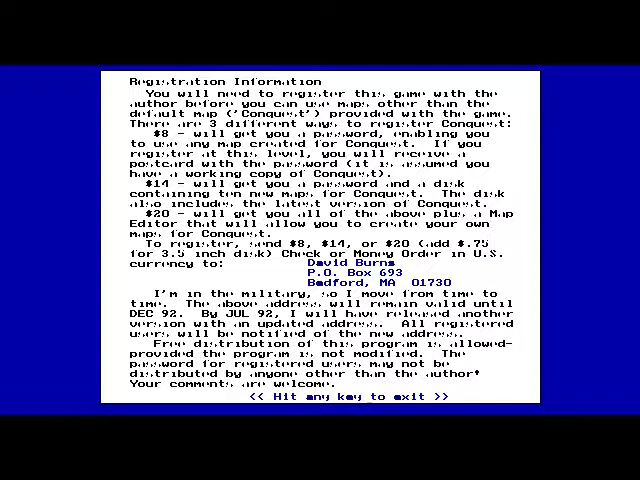 Registration Information
You will need to register this game with the
author before you can use maps other than the
default map ('Conquest') provided with the game.
There are 3 different ways to register Conquest:
$8 - will get you a password, enabling you
to use any map created for Conquest. If you
register at this level, you will receive a
postcard with the password (it is assumed you
have a working copy of Conquest).
$14 - will get you a password and a disk
containing ten new maps for Conquest. The disk
also includes the latest version of Conquest.
$20 - will get you all of the above plus a Map
Editor that will allow you to create your own
maps for Conquest.
To register, send $8, $14, or $20 (add $.75
for 3.5 inch disk) Check or Money Order in U.S.
currency to:
David Burns
P.O. Box 693
Bedford, MA 01730
I'm in the military, so I move from time to
time. The above address will remain valid until
DEC 92. By JUL 92, I will have released another
version with an updated address. All registered
users will be notified of the new address.
Free distribution of this program is allowed-
provided the program is not modified. The
password for registered users may not be
distributed by anyone other than the author!
Your comments are welcome.
<< Hit any key to exit >>